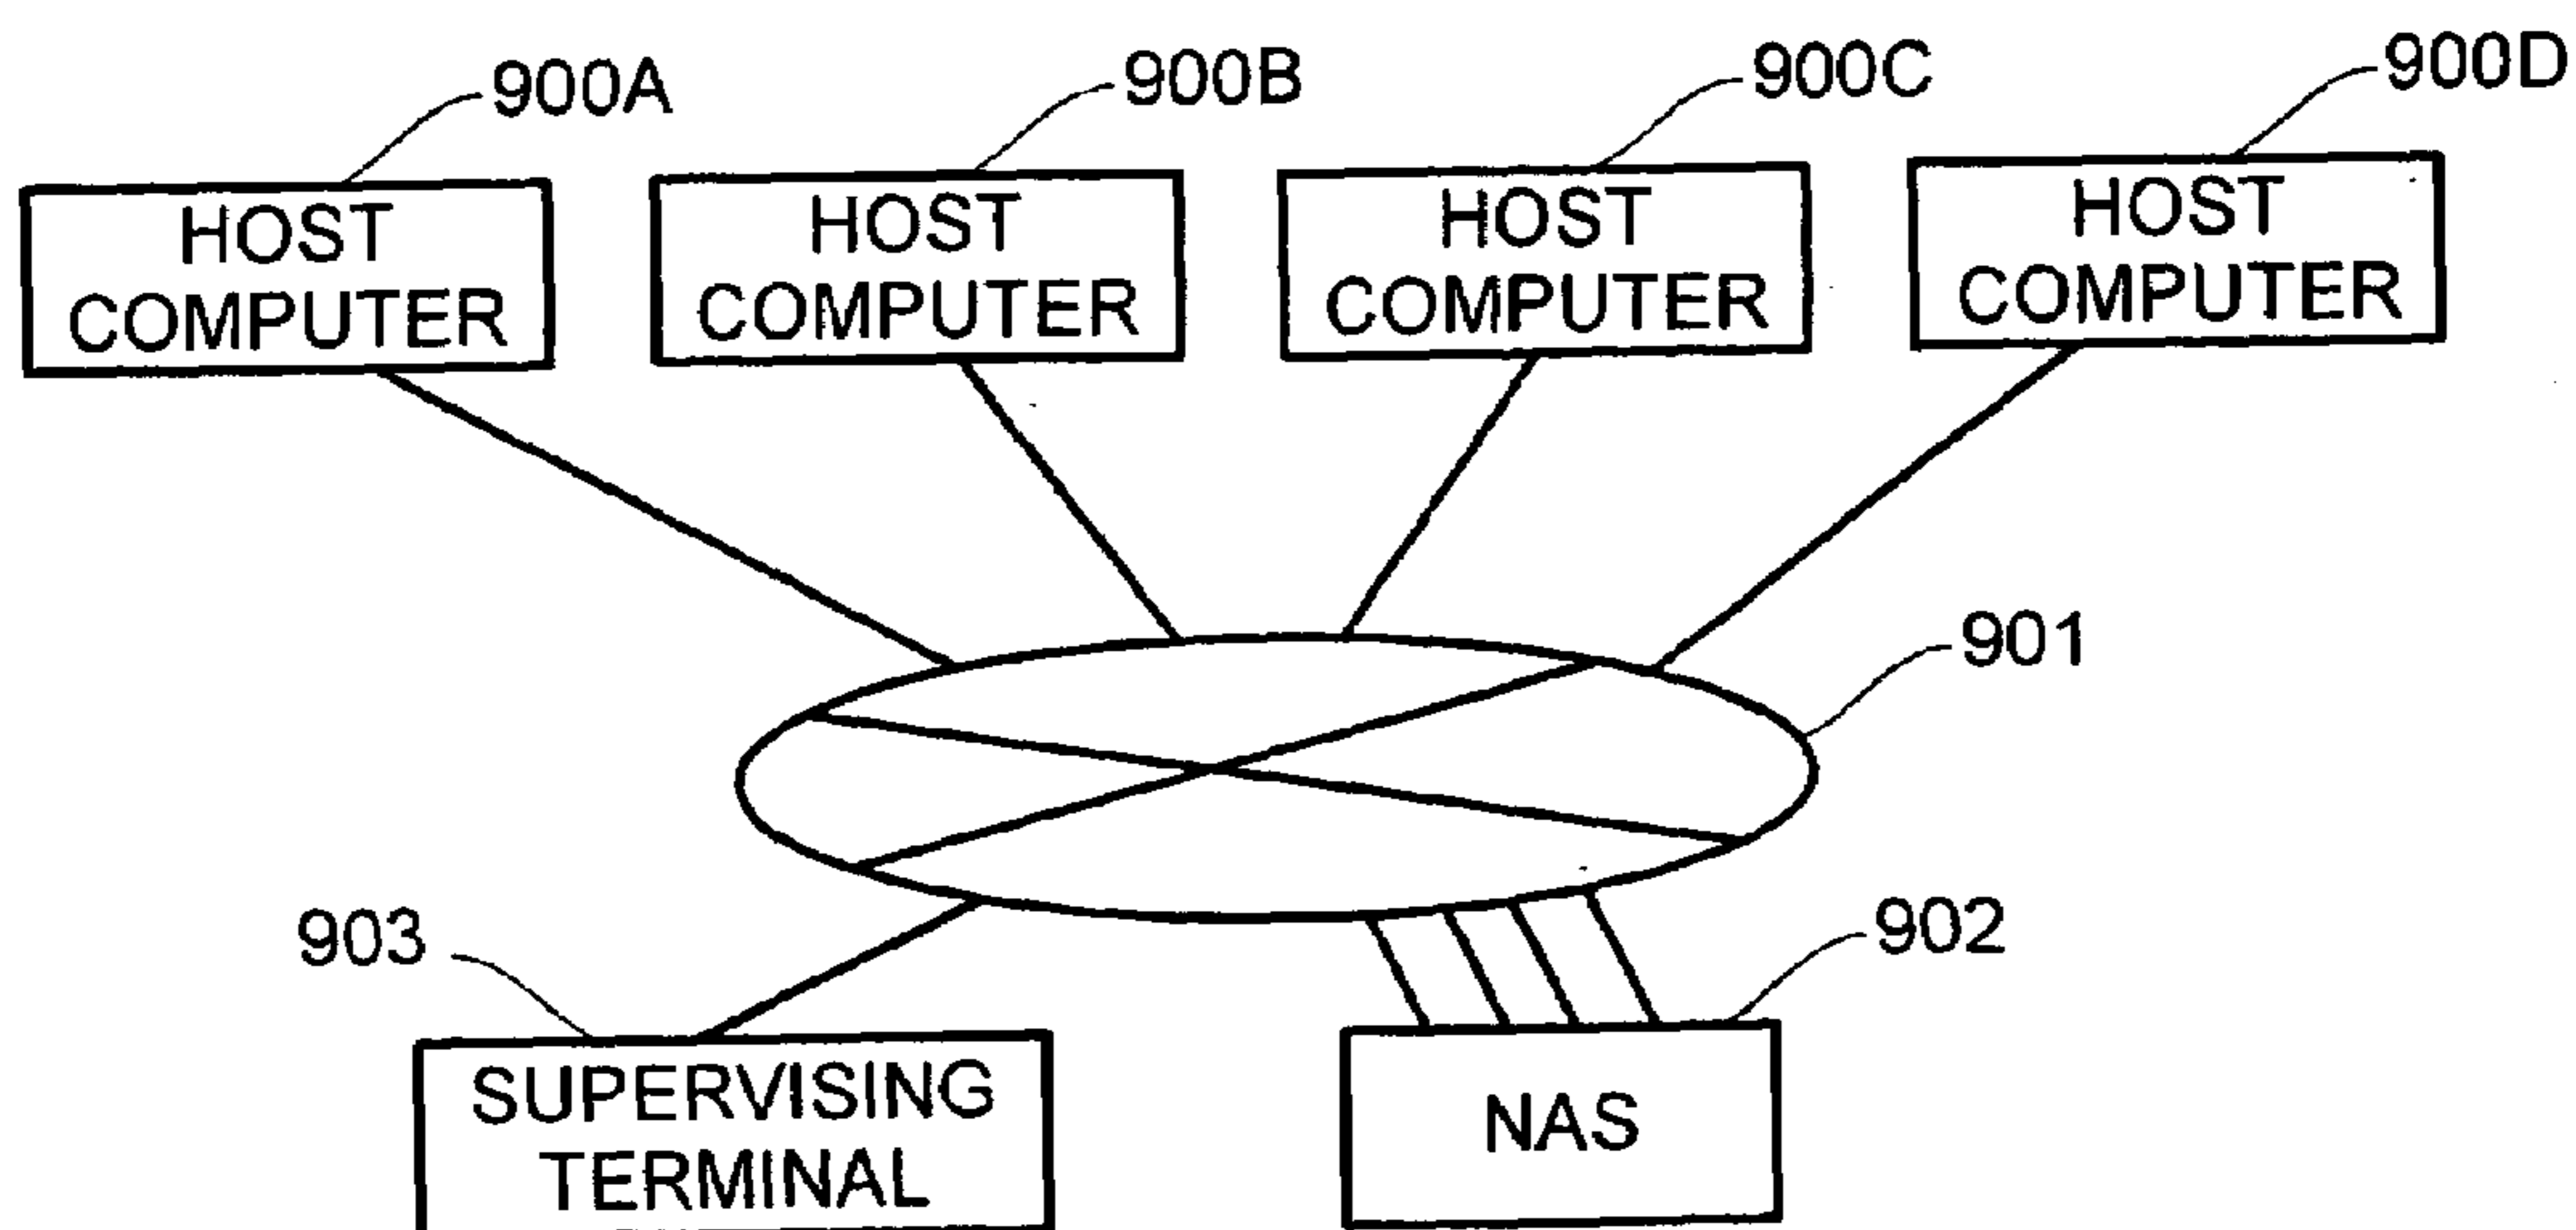 900A
900B
900C
900D
HOST
COMPUTER
HOST
COMPUTER
HOST
COMPUTER
HOST
COMPUTER
901
903
902
SUPERVISING
TERMINAL
NAS